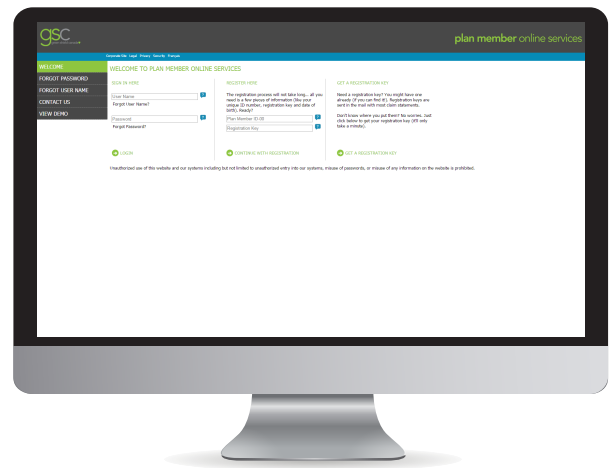 gsc
plan member online services
Corporate Site Legal Privacy Security Français
WELCOME
FORGOT PASSWORD
FORGOT USER NAME
CONTACT US
VIEW DEMO
WELCOME TO PLAN MEMBER ONLINE SERVICES
SIGN IN HERE
User Name
?
Forgot User Name?
Password
?
Forgot Password?
LOGIN
REGISTER HERE
The registration process will not take long... all you
need is a few pieces of information (like your
unique ID number, registration key and date of
birth). Ready?
Plan Member ID-00
?
Registration Key
?
CONTINUE WITH REGISTRATION
GET A REGISTRATION KEY
Need a registration key? You might have one
already (if you can find it!). Registration keys are
sent in the mail with most claim statements.
Don't know where you put them? No worries. Just
click below to get your registration key (it'll only
take a minute).
GET A REGISTRATION KEY
Unauthorized use of this website and our systems including but not limited to unauthorized entry into our systems, misuse of passwords, or misuse of any information on the website is prohibited.